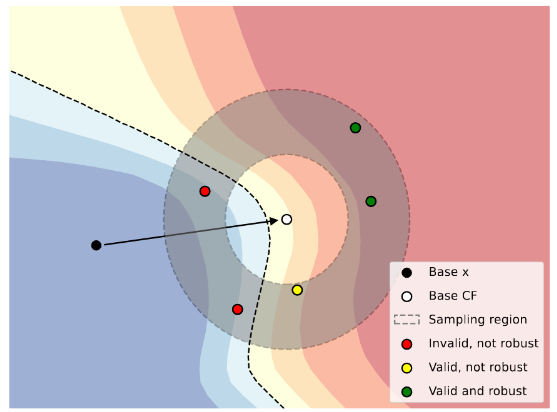 Base x
Base CF
Sampling region
Invalid, not robust
Valid, not robust
Valid and robust